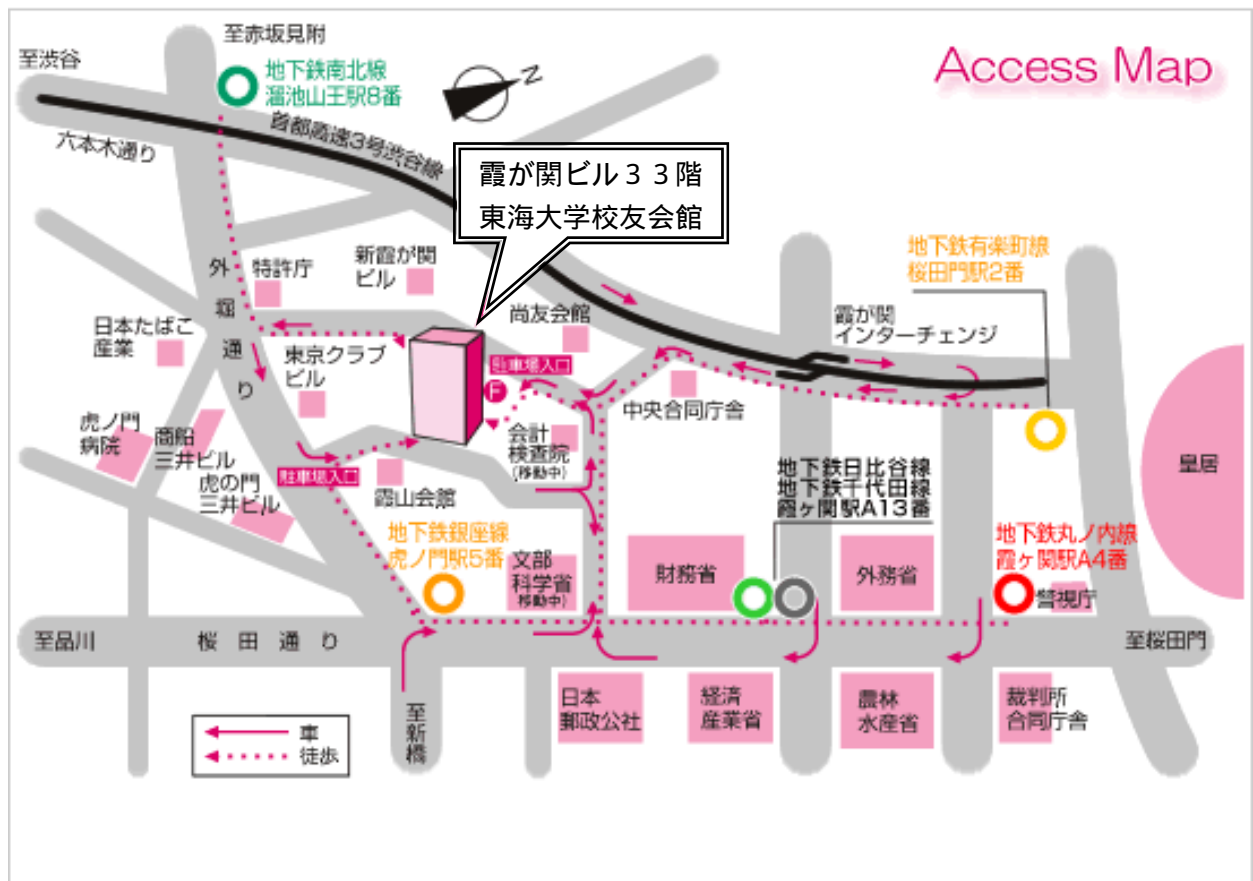 至赤坂見附
至渋谷
地下鉄南北線
溜池山王駅8番
N
Access Map
六本木通り
首都高速3号渋谷線
霞が関ビル３３階
東海大学校友会館
外堀通り
特許庁
新霞が関
ビル
地下鉄有楽町線
桜田門駅2番
日本たばこ
産業
東京クラブ
ビル
尚友会館
駐車場入口
F
霞が関
インターチェンジ
中央合同庁舎
虎ノ門
病院
商船
三井ビル
虎の門
三井ビル
駐車場入口
霞山会館
会計
検査院
(移動中)
地下鉄日比谷線
地下鉄千代田線
霞ヶ関駅A13番
皇居
地下鉄銀座線
虎ノ門駅5番
文部
科学省
移動中)
財務省
外務省
地下鉄丸ノ内線
霞ヶ関駅A4番
警視庁
至品川
桜田通り
至桜田門
至新橋
日本
郵政公社
経済
産業省
農林
水産省
裁判所
合同庁舎
車
徒歩